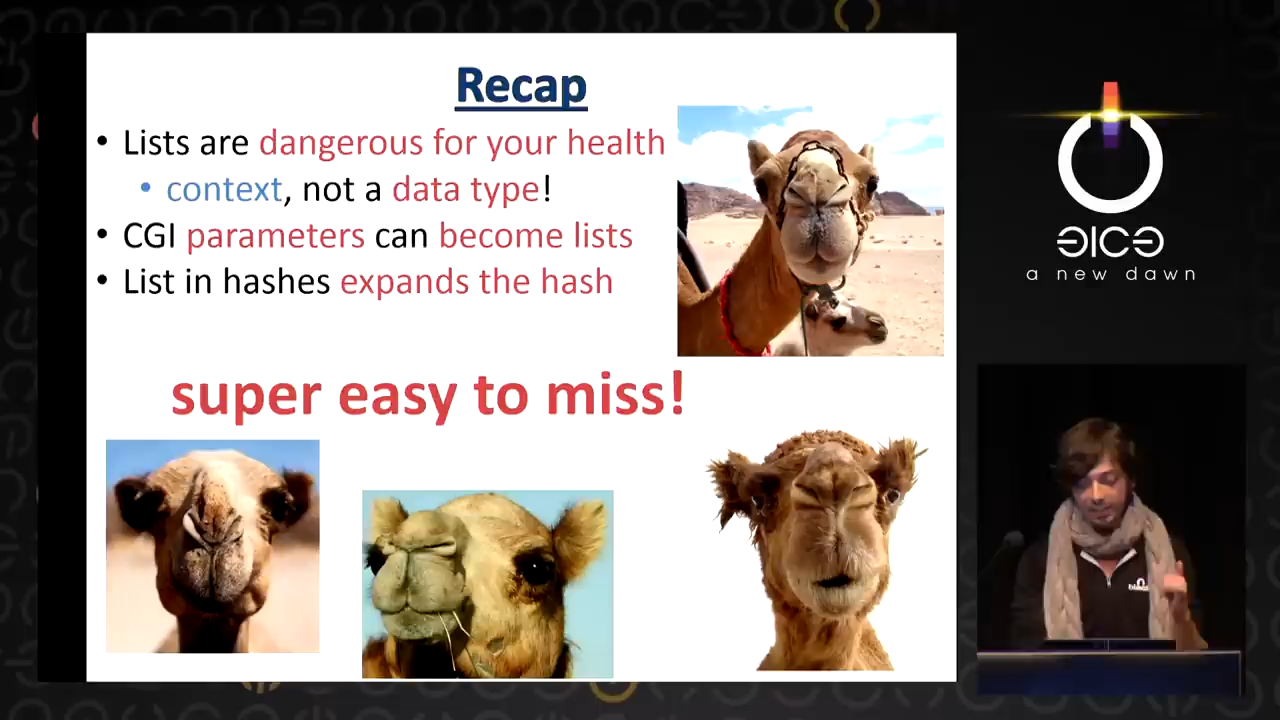 Recap
• Lists are dangerous for your health
• context, not a data type!
• CGI parameters can become lists
• List in hashes expands the hash
super easy to miss!
ЭICЭ
a new dawn